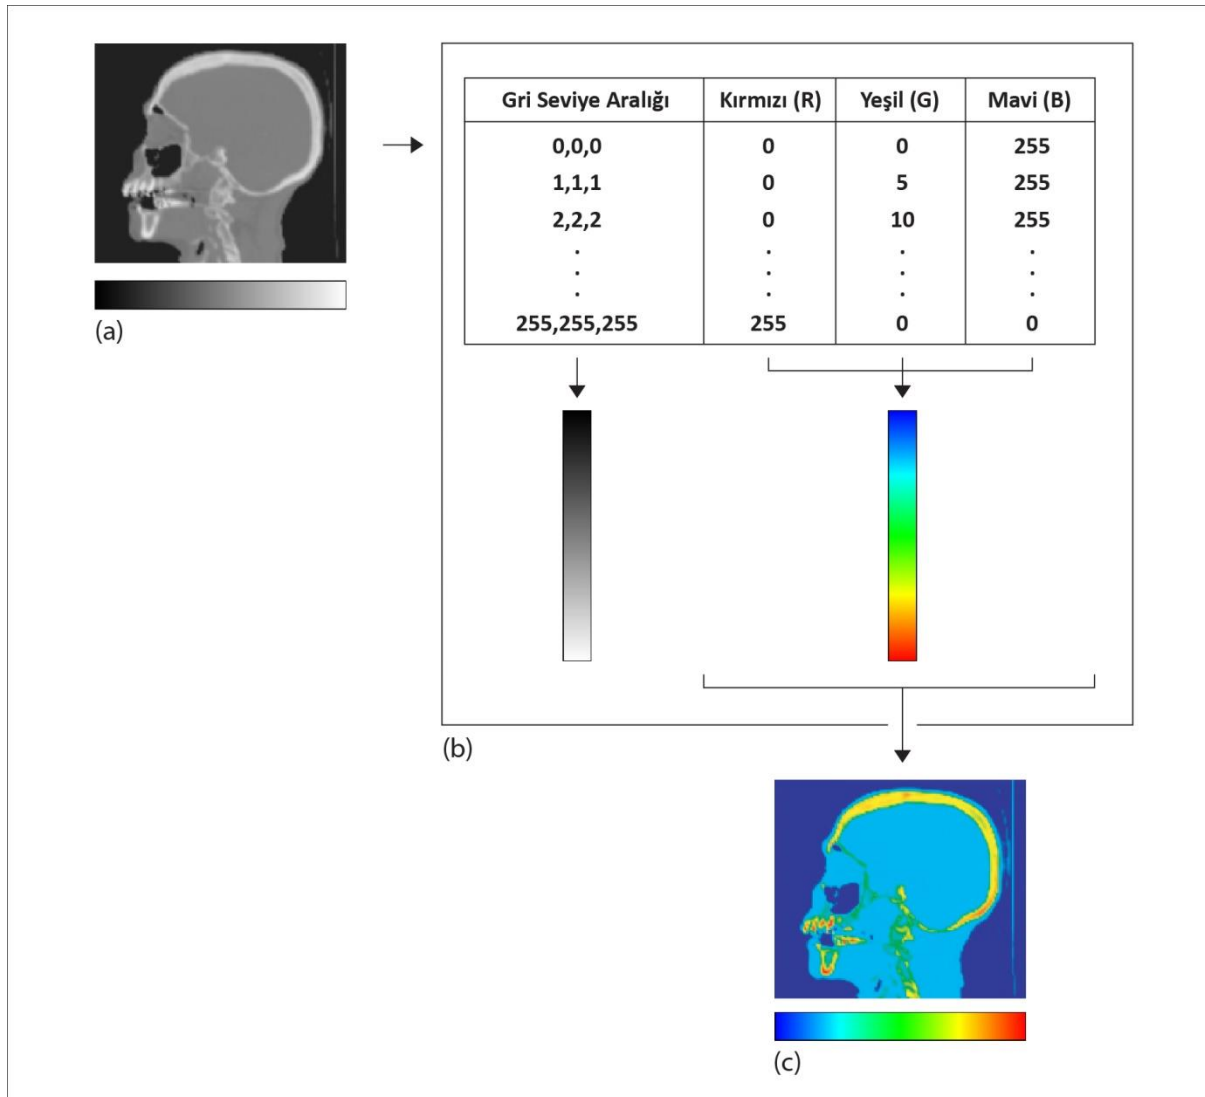 (a)
Gri Seviye Aralığı Kırmızı (R) Yeşil (G) Mavi (B)
0,0,0 0 0 255
1,1,1 0 5 255
2,2,2 0 10 255
. . . .
. . . .
. . . .
255,255,255 255 0 0
(b)
(c)